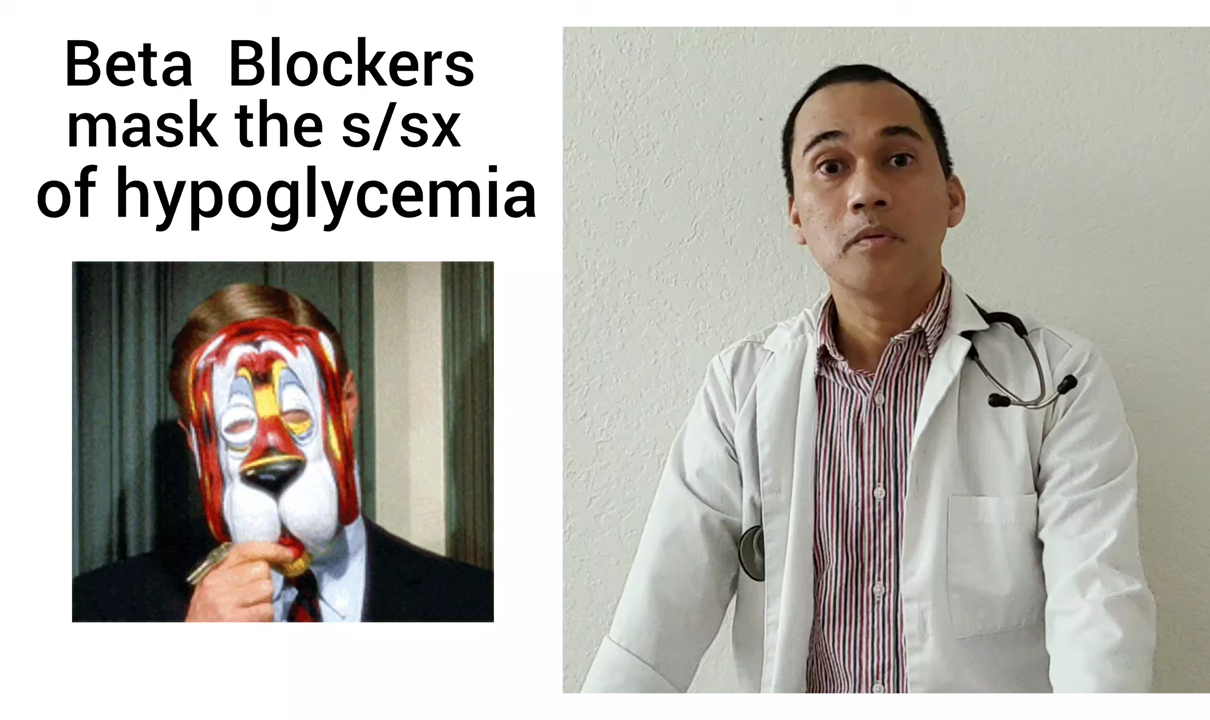 Beta Blockers
mask the s/sx
of hypoglycemia